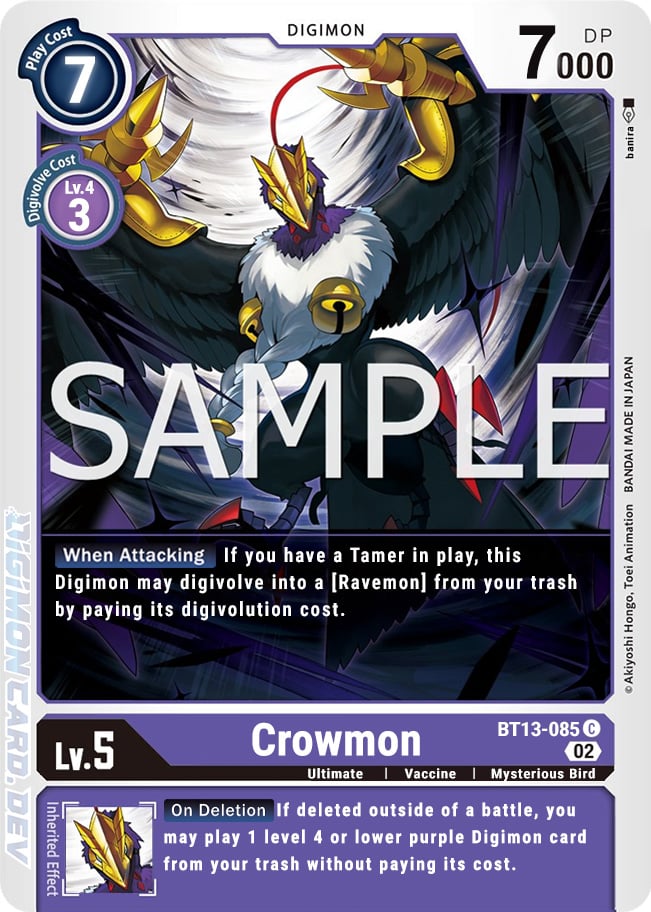 DIGIMON
Play Cost
7
7000
DP
Digivolve Cost
Lv.4
3
banira
SAMPLE
When Attacking If you have a Tamer in play, this
Digimon may digivolve into a [Ravemon] from your trash
by paying its digivolution cost.
© Akiyoshi Hongo, Toei Animation BANDAI MADE IN JAPAN
DIGIMON CARD.DEV
Lv.5
Crowmon
BT13-085 C
02
Ultimate | Vaccine | Mysterious Bird
Inherited Effect
On Deletion If deleted outside of a battle, you
may play 1 level 4 or lower purple Digimon card
from your trash without paying its cost.